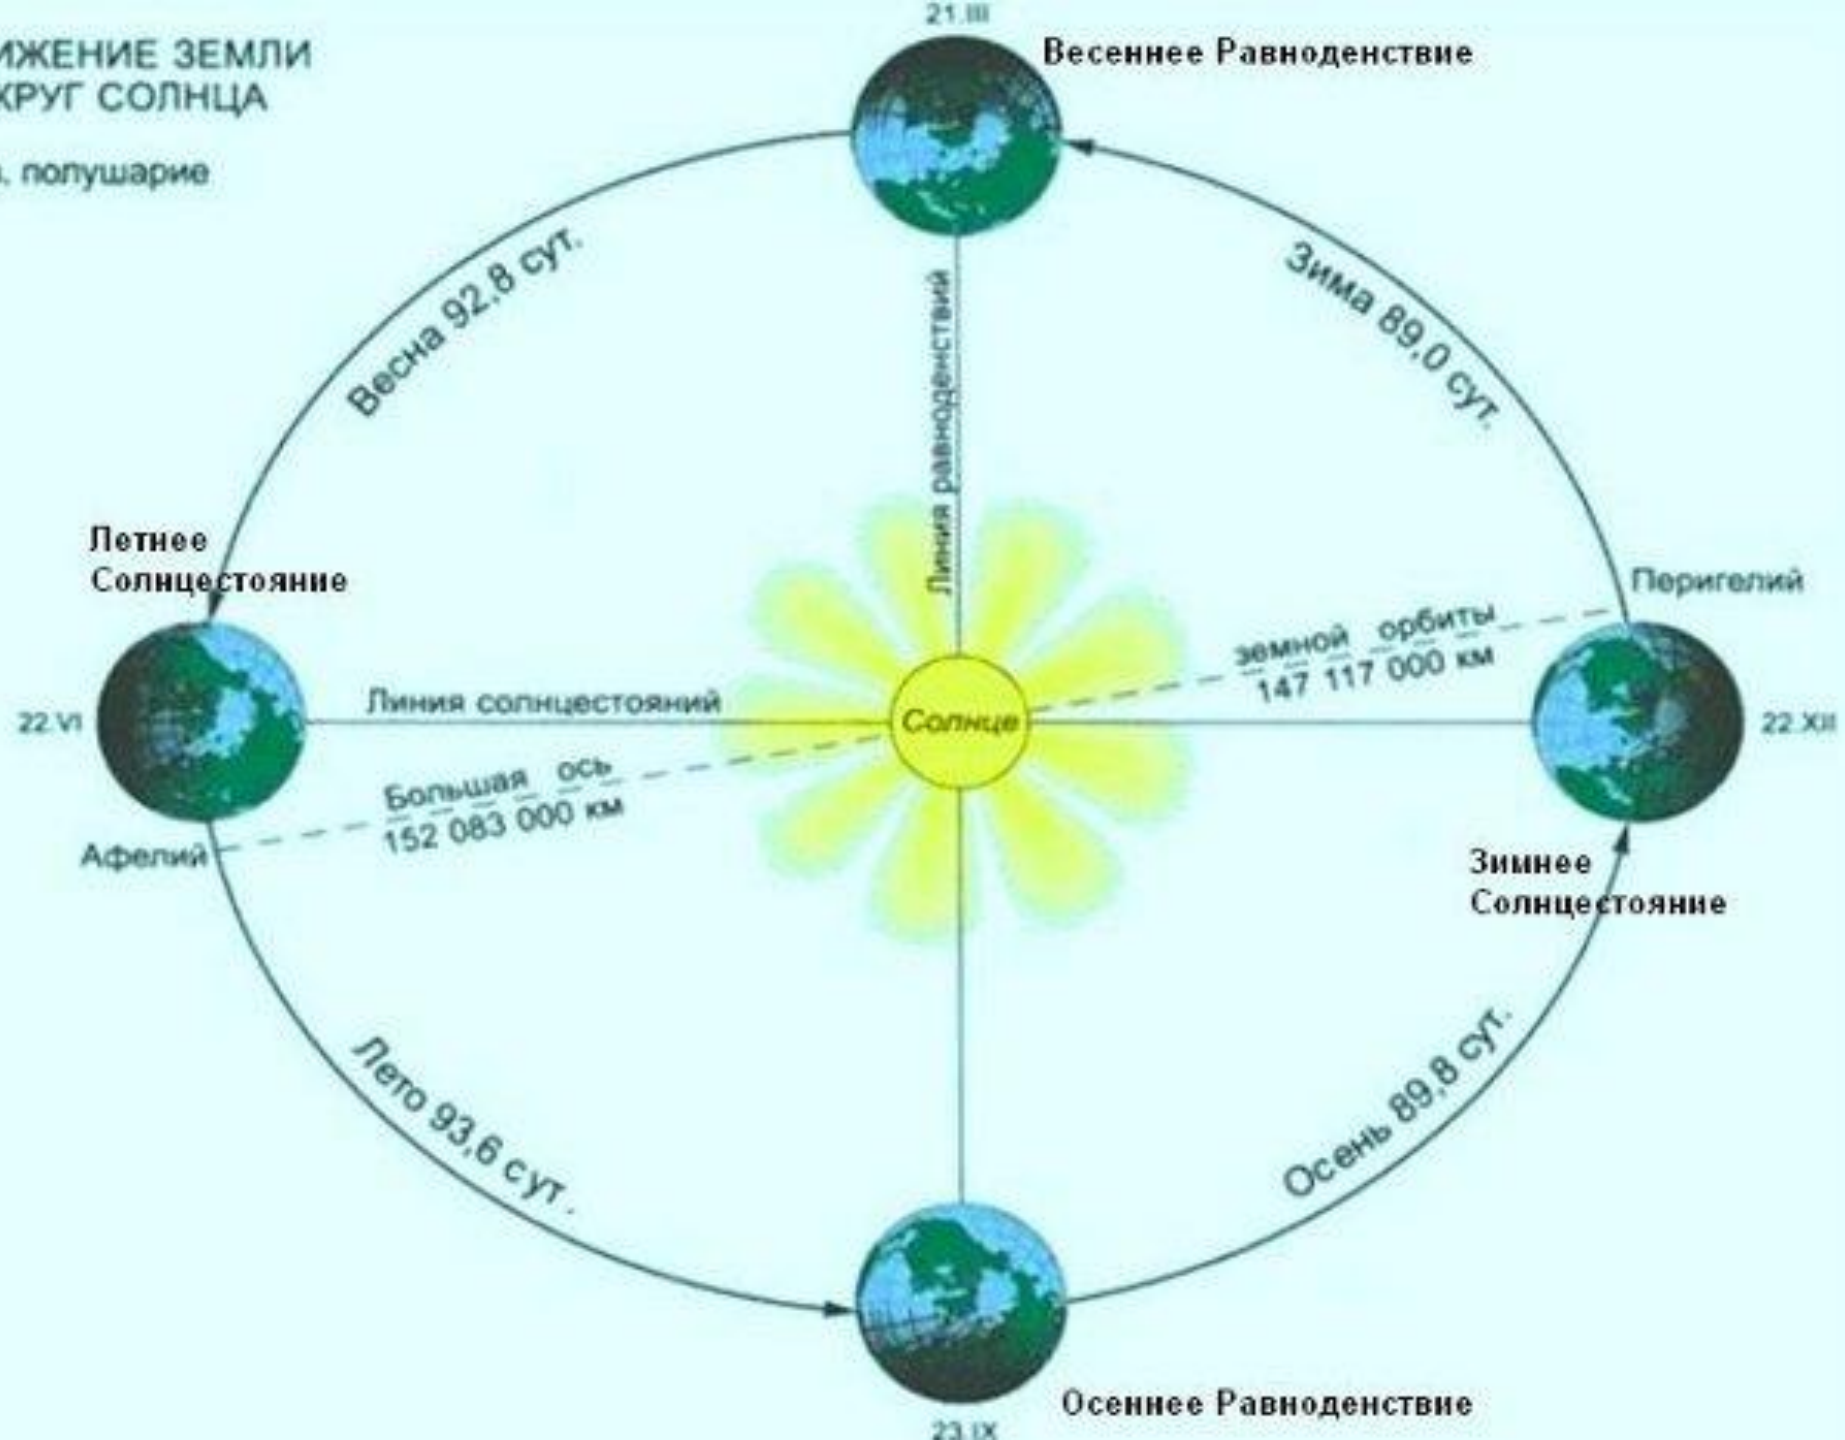 21.III
ИЖЕНИЕ ЗЕМЛИ
КРУГ СОЛНЦА
. полушарие
Весеннее Равноденствие
Весна 92,8 сут.
Зима 89,0 сут.
Линия равноденствий
Летнее
Солнцестояние
Перигелий
земной орбиты
147 117 000 км
Линия солнцестояний
Солнце
22.VI
22.XII
Большая ось
152 083 000 км
Афелий
Зимнее
Солнцестояние
Лето 93,6 сут.
Осень 89,8 сут.
Осеннее Равноденствие
23.IX